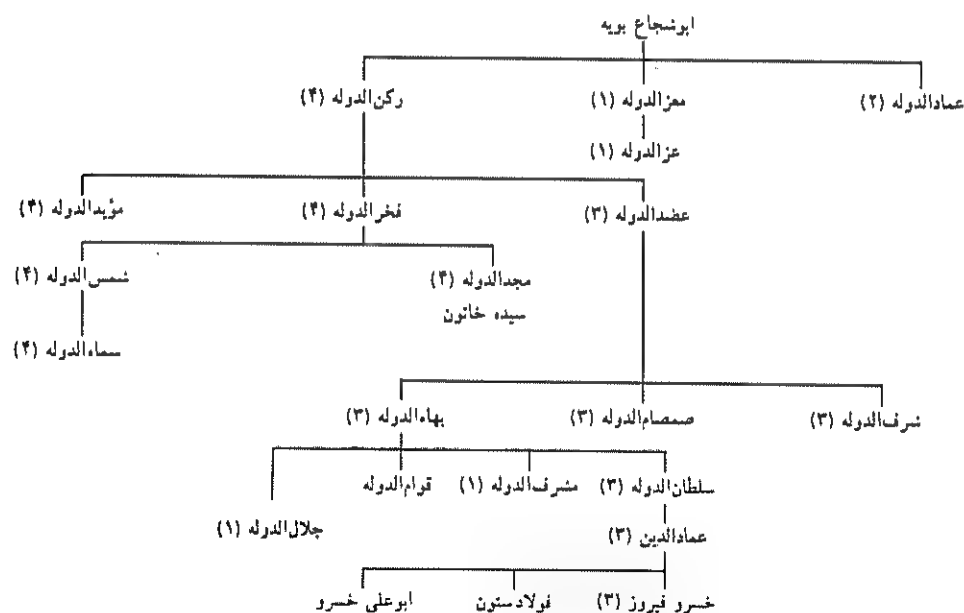 ابوشجاع بویه
عمادالدوله (۲) معزالدوله (۱) رکن‌الدوله (۴)
عزالدوله (۱)
عضدالدوله (۳) فخرالدوله (۴) مؤیدالدوله (۴)
مجدالدوله (۴) شمس‌الدوله (۴)
سیده خاتون
سماءالدوله (۴)
شرف‌الدوله (۳) صمصام‌الدوله (۳) بهاءالدوله (۳)
سلطان‌الدوله (۳) مشرف‌الدوله (۱) قوام‌الدوله
جلال‌الدوله (۱)
عمادالدین (۳)
خسرو فیروز (۳) فولادستون ابوعلی خسرو